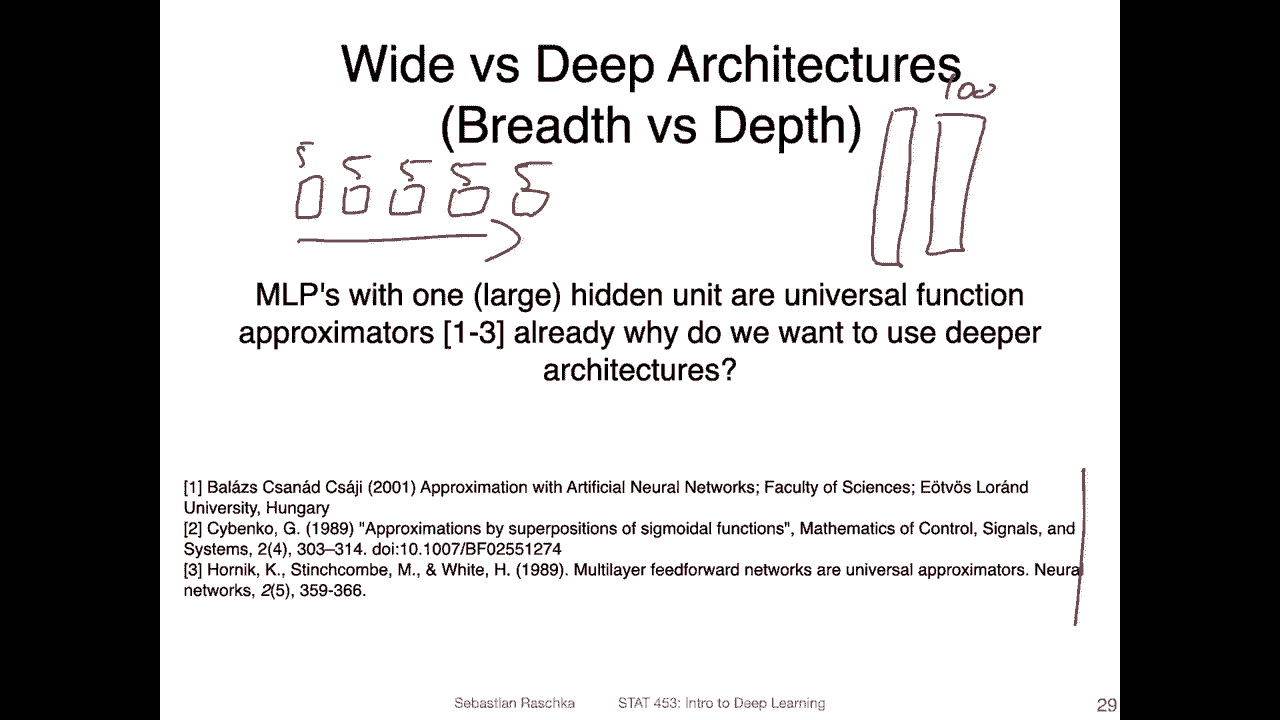 Wide vs Deep Architectures
(Breadth vs Depth)
100
5 5 5 5 5
MLP's with one (large) hidden unit are universal function
approximators [1-3] already why do we want to use deeper
architectures?
[1] Balázs Csanád Csáji (2001) Approximation with Artificial Neural Networks; Faculty of Sciences; Eötvös Loránd
University, Hungary
[2] Cybenko, G. (1989) "Approximations by superpositions of sigmoidal functions", Mathematics of Control, Signals, and
Systems, 2(4), 303–314. doi:10.1007/BF02551274
[3] Hornik, K., Stinchcombe, M., & White, H. (1989). Multilayer feedforward networks are universal approximators. Neural
networks, 2(5), 359-366.
Sebastian Raschka STAT 453: Intro to Deep Learning 29